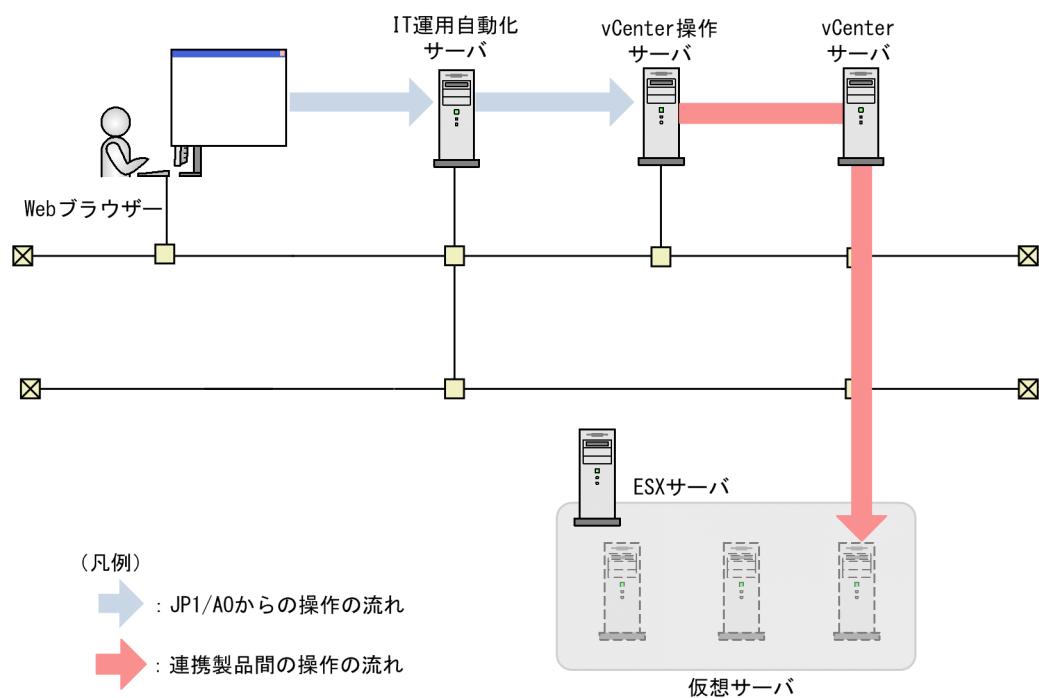 IT運用自動化
サーバ
vCenter操作
サーバ
vCenter
サーバ
Webブラウザー
ESXサーバ
(凡例)
：JP1/AOからの操作の流れ
：連携製品間の操作の流れ
仮想サーバ